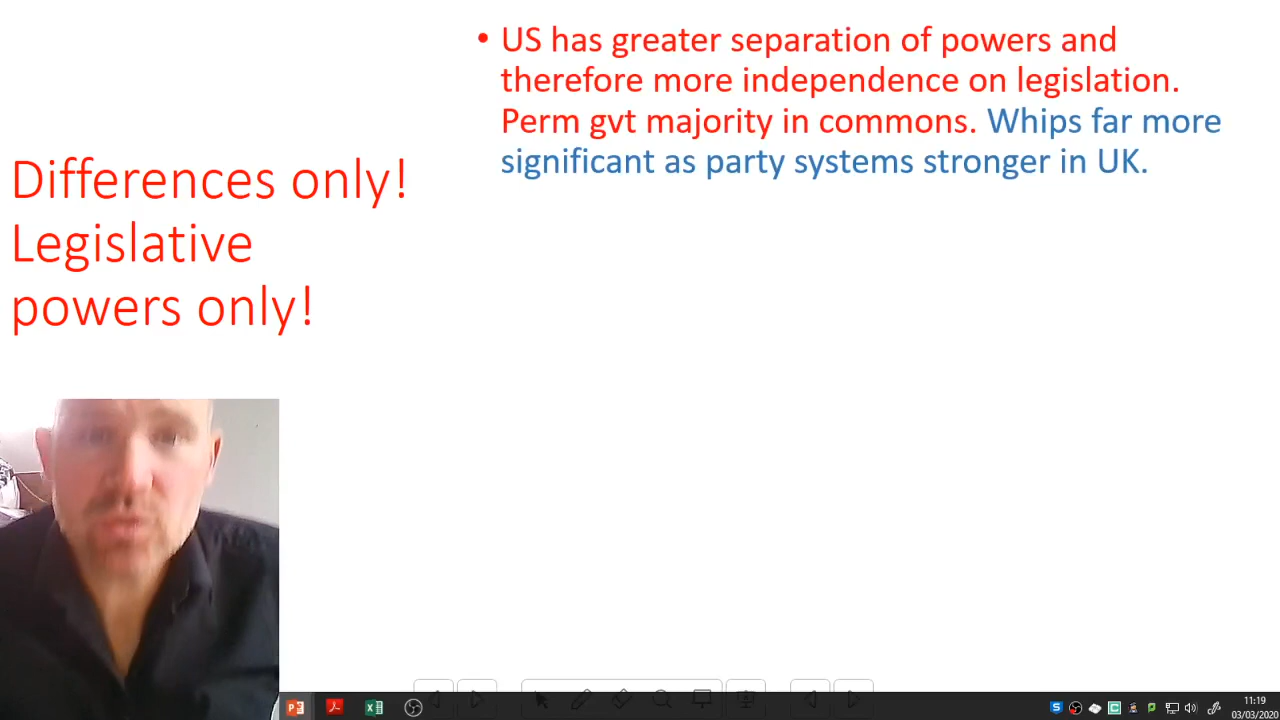 Differences only!
Legislative
powers only!
• US has greater separation of powers and
therefore more independence on legislation.
Perm gvt majority in commons. Whips far more
significant as party systems stronger in UK.
11:19
03/03/2020